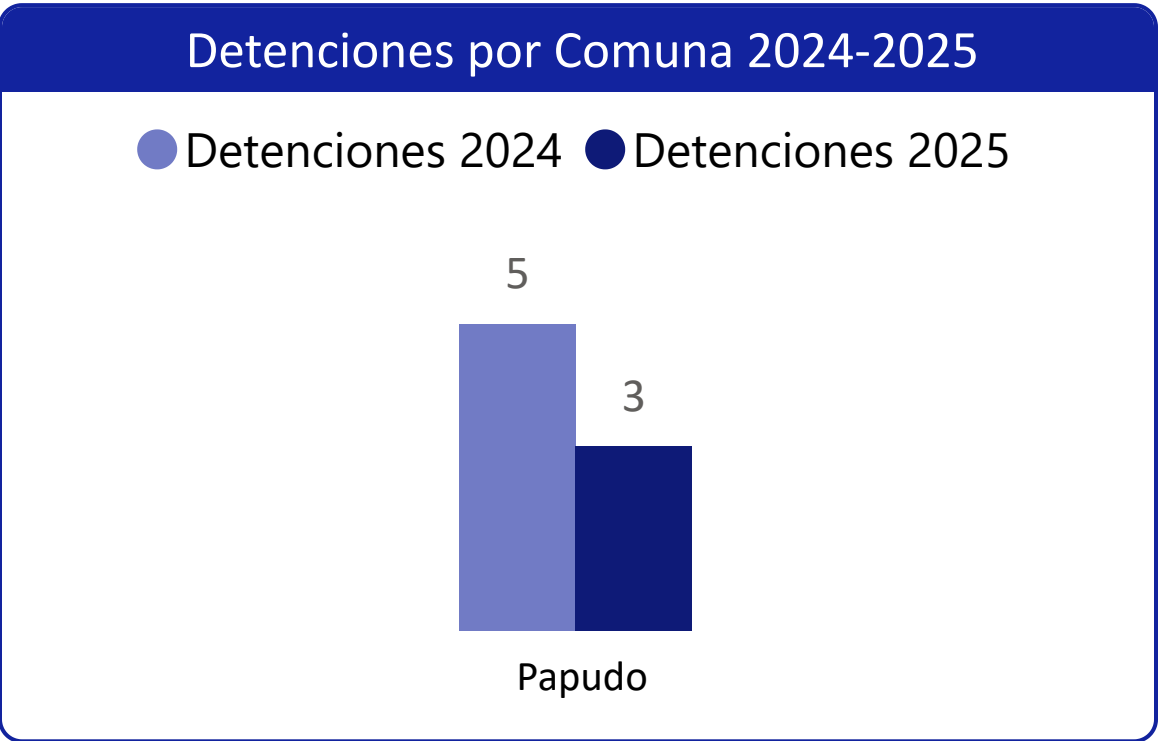 Detenciones por Comuna 2024-2025
Detenciones 2024 Detenciones 2025
5
3
Papudo